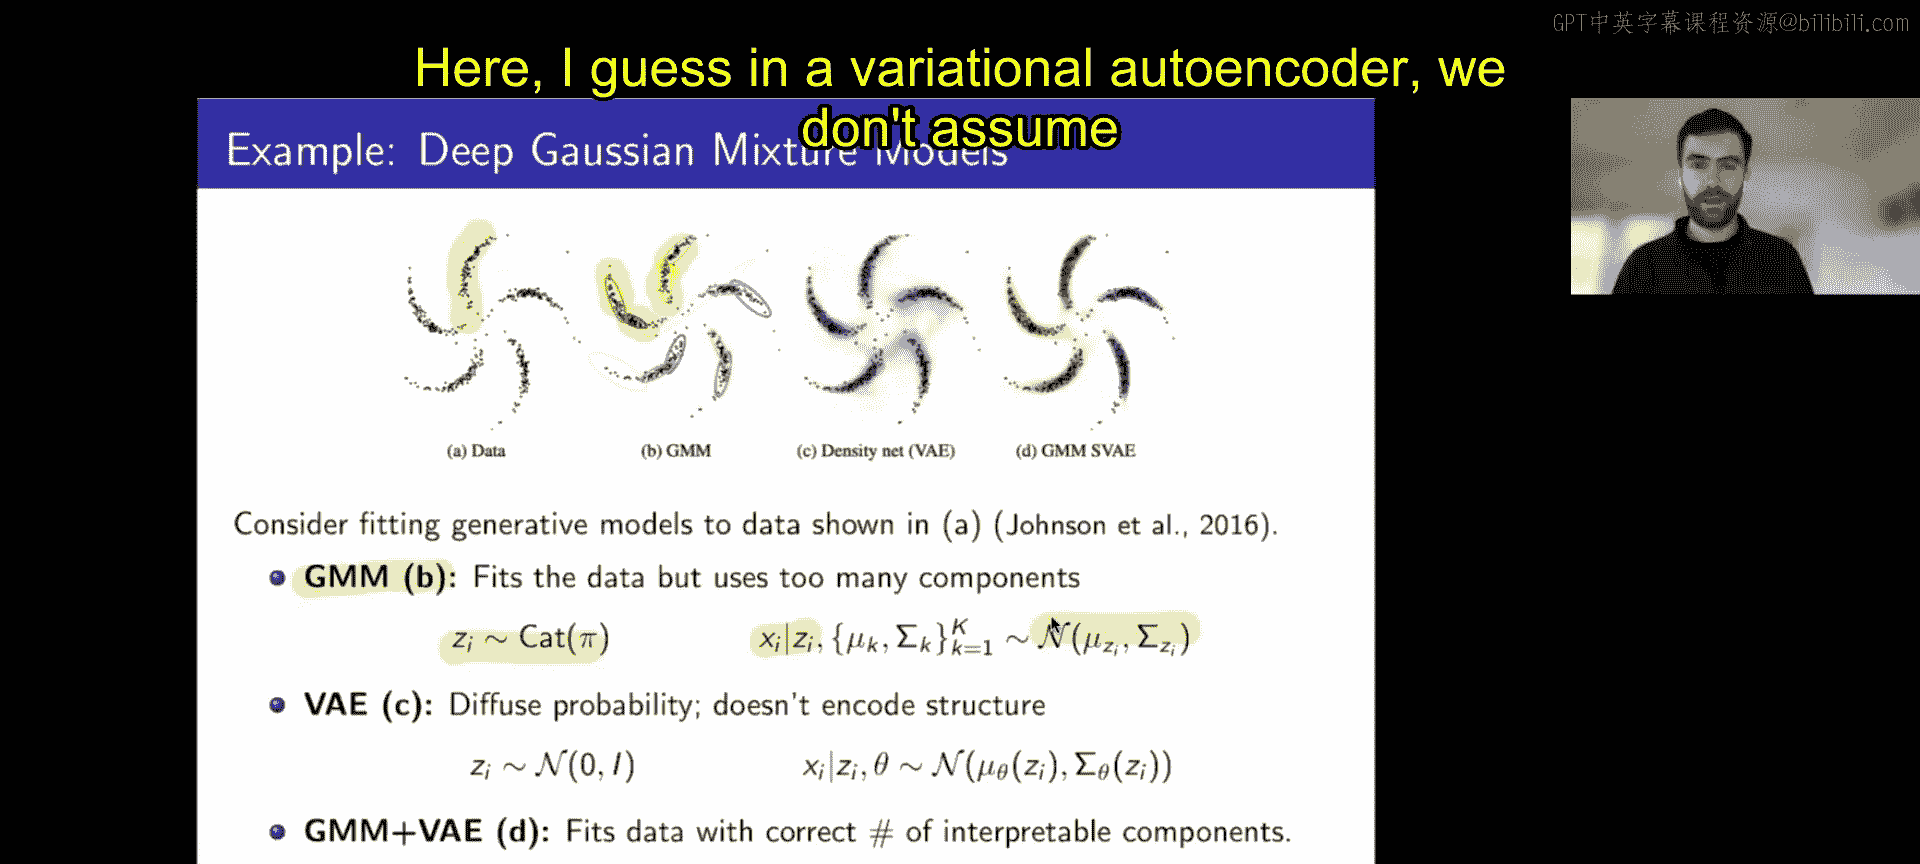 GPT中英字幕课程资源@bilibili.com
Here, I guess in a variational autoencoder, we
don't assume
Example: Deep Gaussian Mixture Models
(a) Data
(b) GMM
(c) Density net (VAE)
(d) GMM SVAE
Consider fitting generative models to data shown in (a) (Johnson et al., 2016).
GMM (b): Fits the data but uses too many components
z_i ~ Cat(π) x_i|z_i, {μ_k, Σ_k}_{k=1}^K ~ N(μ_{z_i}, Σ_{z_i})
VAE (c): Diffuse probability; doesn't encode structure
z_i ~ N(0, I) x_i|z_i, θ ~ N(μ_θ(z_i), Σ_θ(z_i))
GMM+VAE (d): Fits data with correct # of interpretable components.